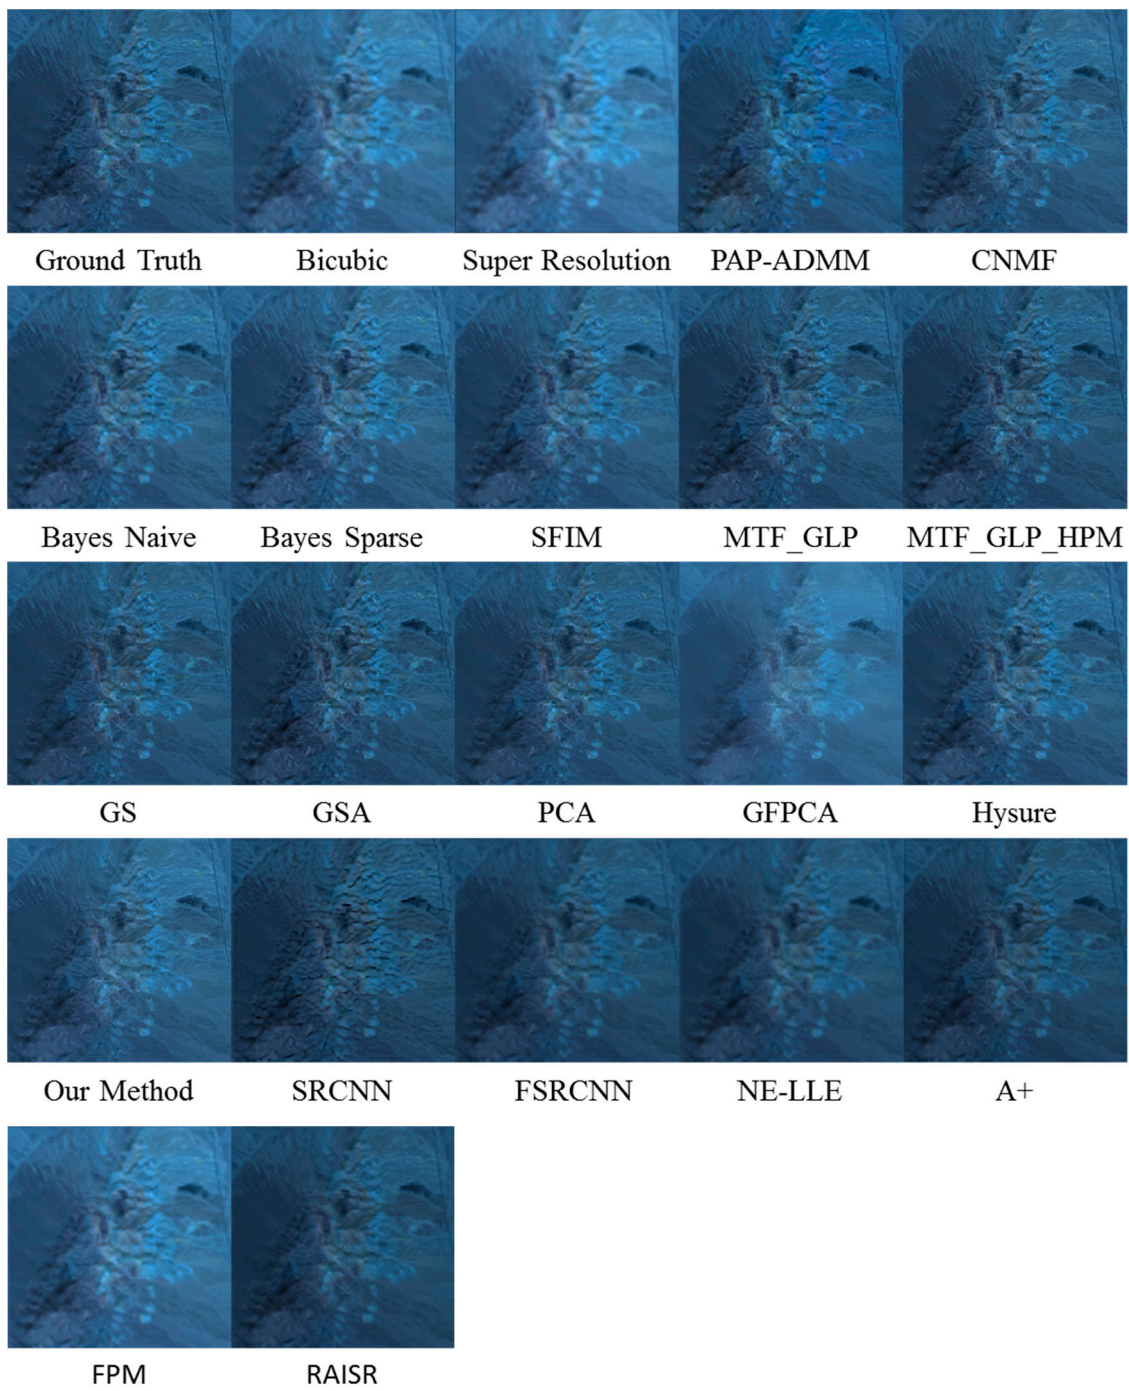 Ground Truth Bicubic Super Resolution PAP-ADMM CNMF
Bayes Naive Bayes Sparse SFIM MTF_GLP MTF_GLP_HPM
GS GSA PCA GFPCA Hysure
Our Method SRCNN FSRCNN NE-LLE A+
FPM RAISR